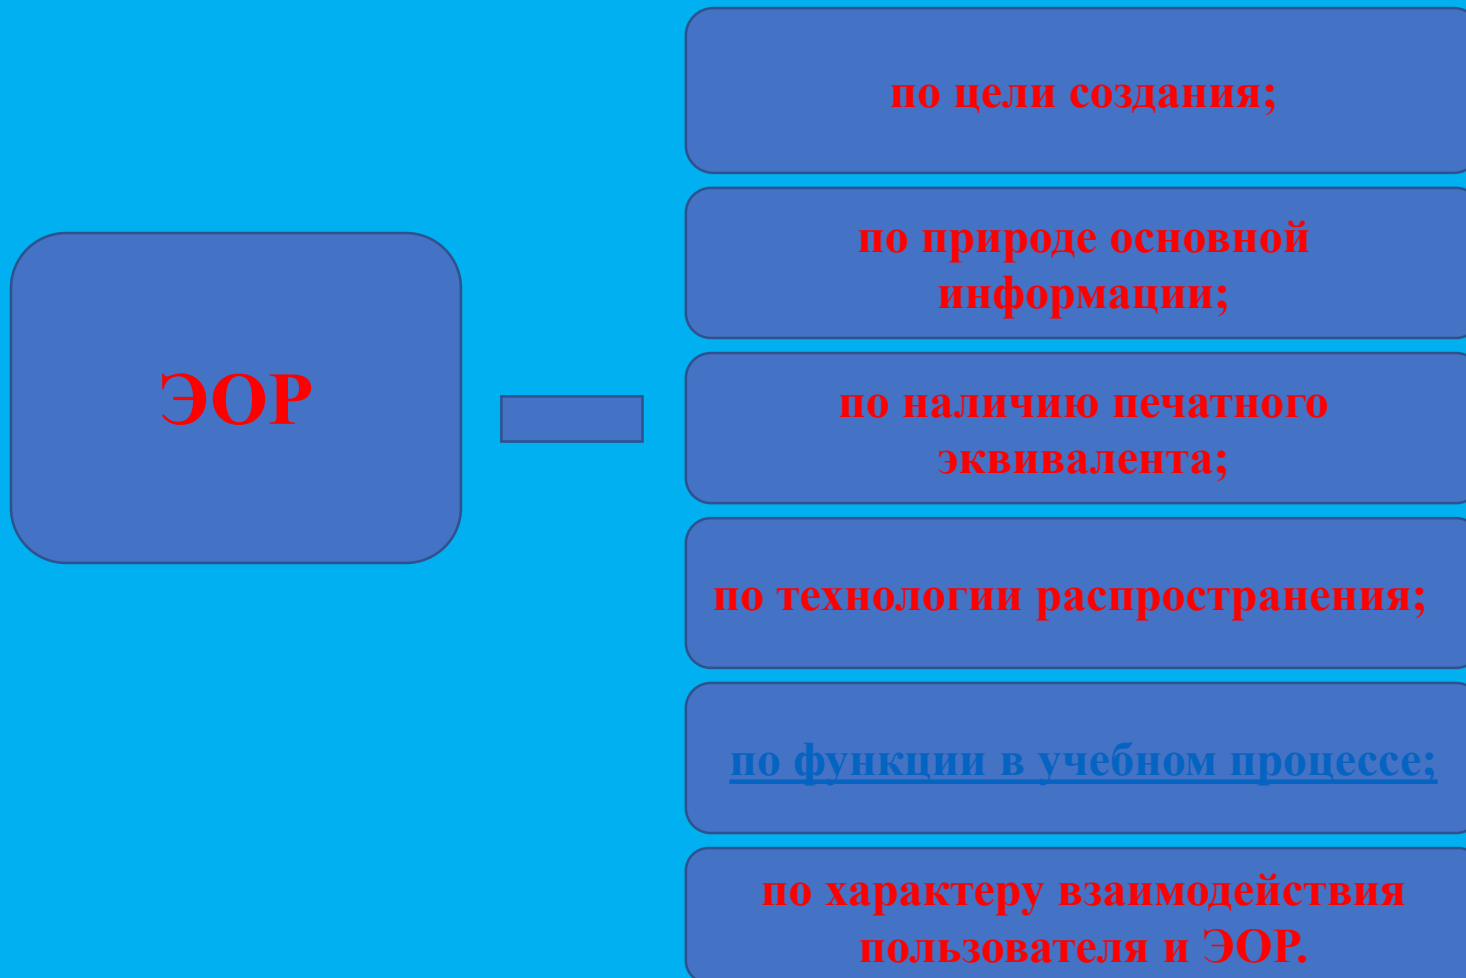 ЭОР
по цели создания;
по природе основной
информации;
по наличию печатного
эквивалента;
по технологии распространения;
по функции в учебном процессе;
по характеру взаимодействия
пользователя и ЭОР.